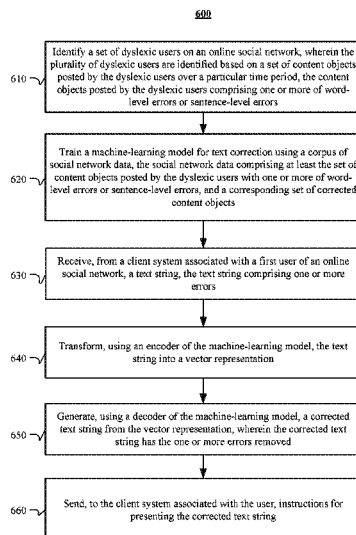 600
610
Identify a set of dyslexic users on an online social network, wherein the
plurality of dyslexic users are identified based on a set of content objects
posted by the dyslexic users over a particular time period, the content
objects posted by the dyslexic users comprising one or more of word-
level errors or sentence-level errors
620
Train a machine-learning model for text correction using a corpus of
social network data, the social network data comprising at least the set of
content objects posted by the dyslexic users with one or more of word-
level errors or sentence-level errors, and a corresponding set of corrected
content objects
630
Receive, from a client system associated with a first user of an online
social network, a text string, the text string comprising one or more
errors
640
Transform, using an encoder of the machine-learning model, the text
string into a vector representation
650
Generate, using a decoder of the machine-learning model, a corrected
text string from the vector representation, wherein the corrected text
string has the one or more errors removed
660
Send, to the client system associated with the user, instructions for
presenting the corrected text string